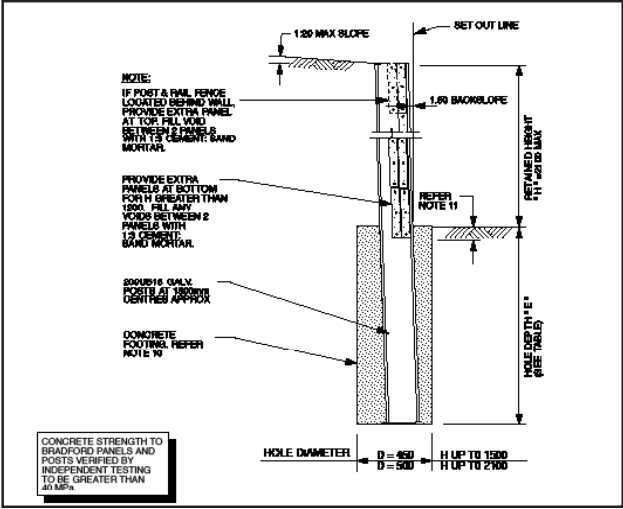 1:20 MAX SLOPE
SET OUT LINE
NOTE:
IF POST & RAIL FENCE
LOCATED BEHIND WALL,
PROVIDE EXTRA PANEL
AT TOP. FILL VOID
BETWEEN 2 PANELS
WITH 1:3 CEMENT: SAND
MORTAR.
1:60 BACKSLOPE
RETAINED HEIGHT
"H"=2100 MAX
PROVIDE EXTRA
PANELS AT BOTTOM
FOR H GREATER THAN
1200. FILL ANY
VOIDS BETWEEN 2
PANELS WITH
1:3 CEMENT:
SAND MORTAR.
REFER
NOTE 11
GALV.
POSTS AT 1800mm
CENTRES APPROX
CONCRETE
FOOTING. REFER
NOTE 10
HOLE DEPTH "E"
(SEE TABLE)
HOLE DIAMETER
D = 450 H UP TO 1500
D = 500 H UP TO 2100
CONCRETE STRENGTH TO
BRADFORD PANELS AND
POSTS VERIFIED BY
INDEPENDENT TESTING
TO BE GREATER THAN
40 MPa.